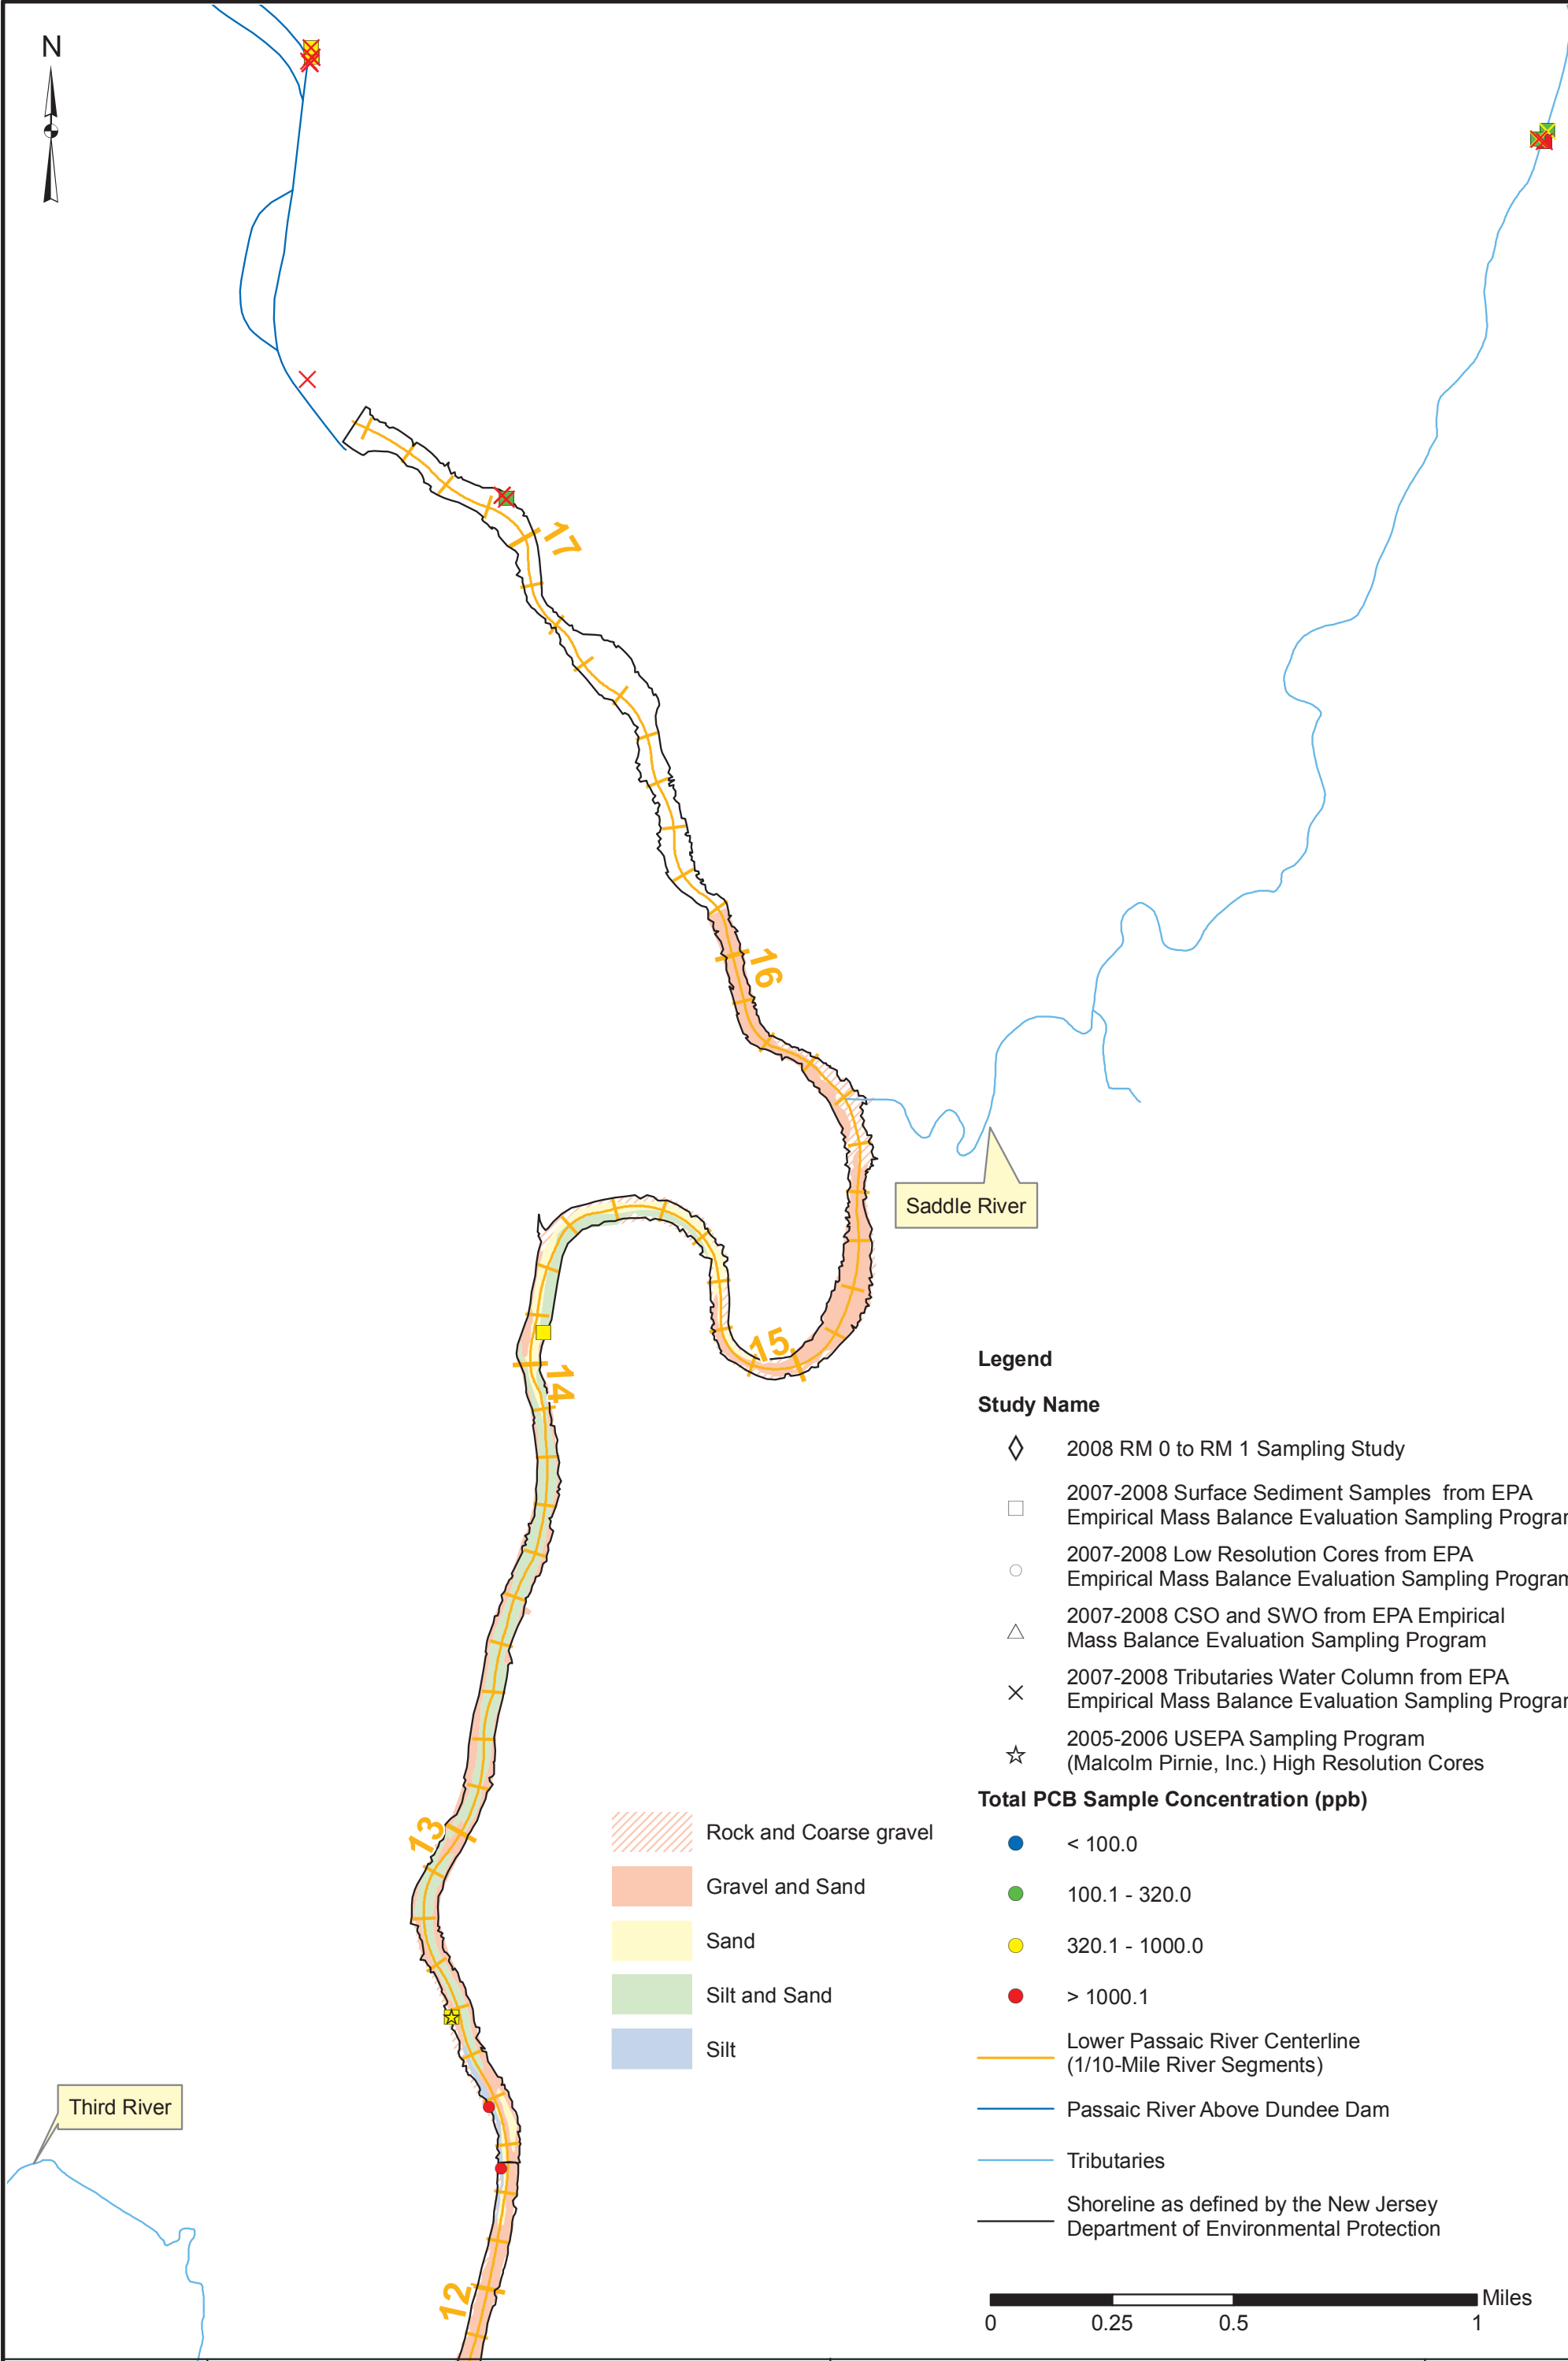 N
17
16
Saddle River
15
14
13
12
Third River
Rock and Coarse gravel
Gravel and Sand
Sand
Silt and Sand
Silt
Legend
Study Name
2008 RM 0 to RM 1 Sampling Study
2007-2008 Surface Sediment Samples from EPA
Empirical Mass Balance Evaluation Sampling Progra
2007-2008 Low Resolution Cores from EPA
Empirical Mass Balance Evaluation Sampling Program
2007-2008 CSO and SWO from EPA Empirical
Mass Balance Evaluation Sampling Program
2007-2008 Tributaries Water Column from EPA
Empirical Mass Balance Evaluation Sampling Progra
2005-2006 USEPA Sampling Program
(Malcolm Pirnie, Inc.) High Resolution Cores
Total PCB Sample Concentration (ppb)
< 100.0
100.1 - 320.0
320.1 - 1000.0
> 1000.1
Lower Passaic River Centerline
(1/10-Mile River Segments)
Passaic River Above Dundee Dam
Tributaries
Shoreline as defined by the New Jersey
Department of Environmental Protection
Miles
0 0.25 0.5 1